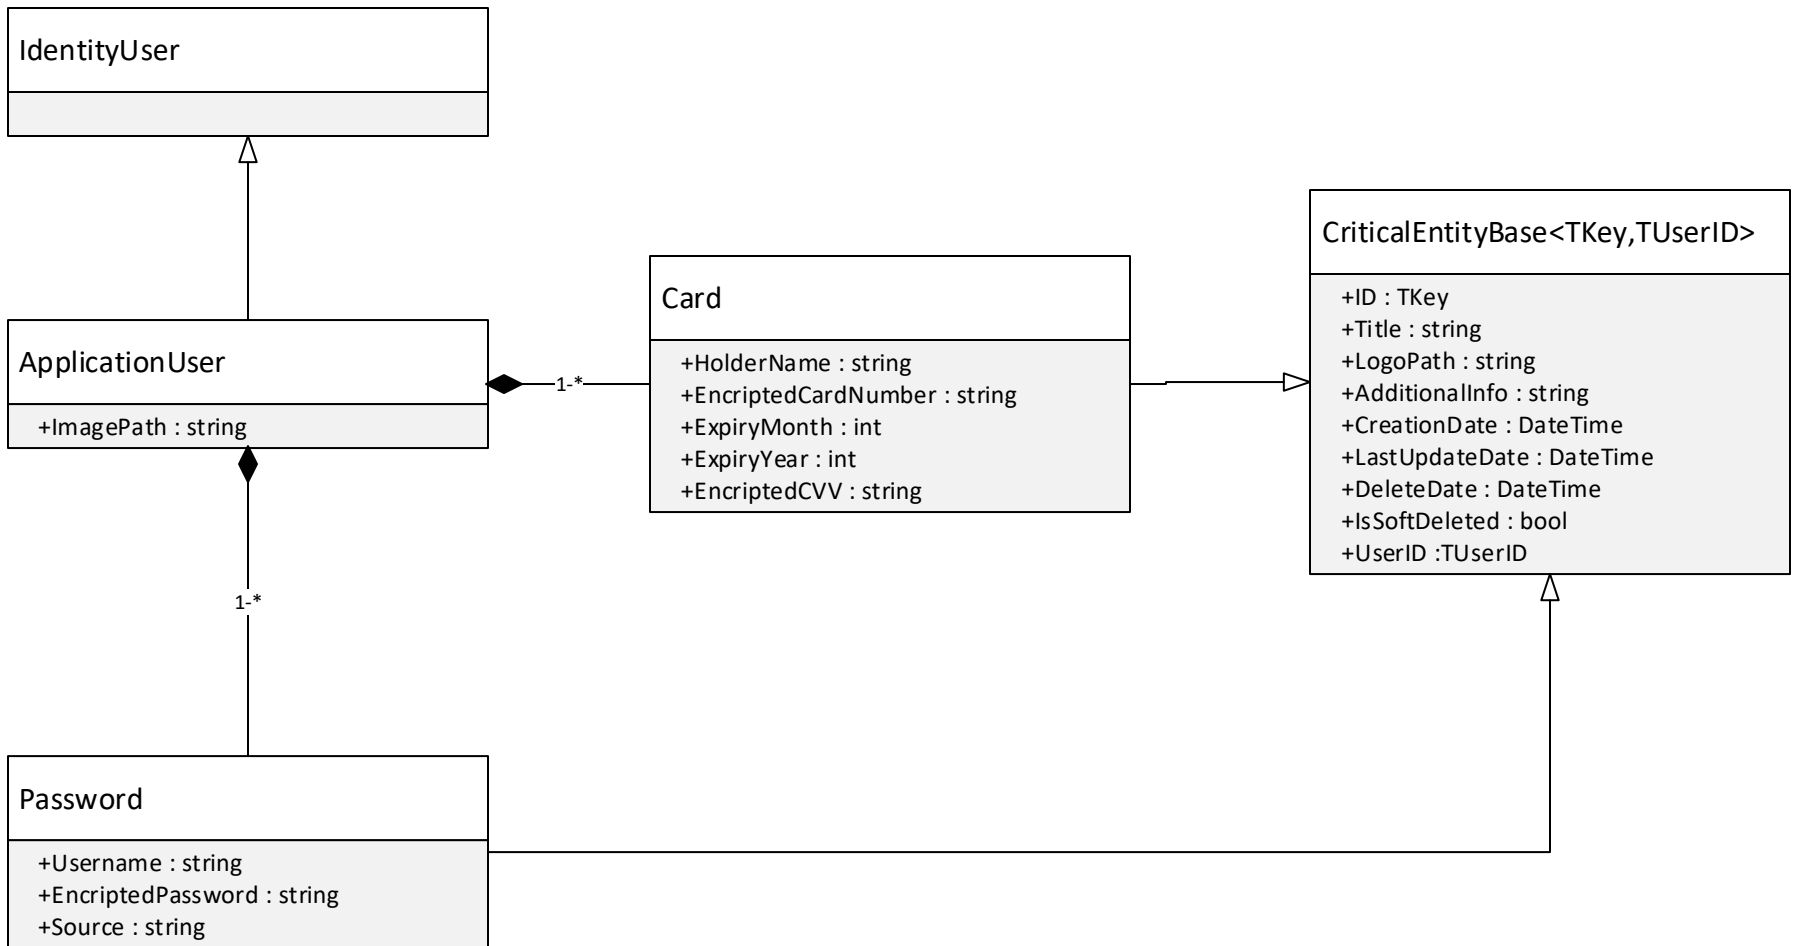 IdentityUser
ApplicationUser
+ImagePath : string
1-*
Card
+HolderName : string
+EncriptedCardNumber : string
+ExpiryMonth : int
+ExpiryYear : int
+EncriptedCVV : string
CriticalEntityBase<TKey,TUserID>
+ID : TKey
+Title : string
+LogoPath : string
+AdditionalInfo : string
+CreationDate : DateTime
+LastUpdateDate : DateTime
+DeleteDate : DateTime
+IsSoftDeleted : bool
+UserID :TUserID
1-*
Password
+Username : string
+EncriptedPassword : string
+Source : string